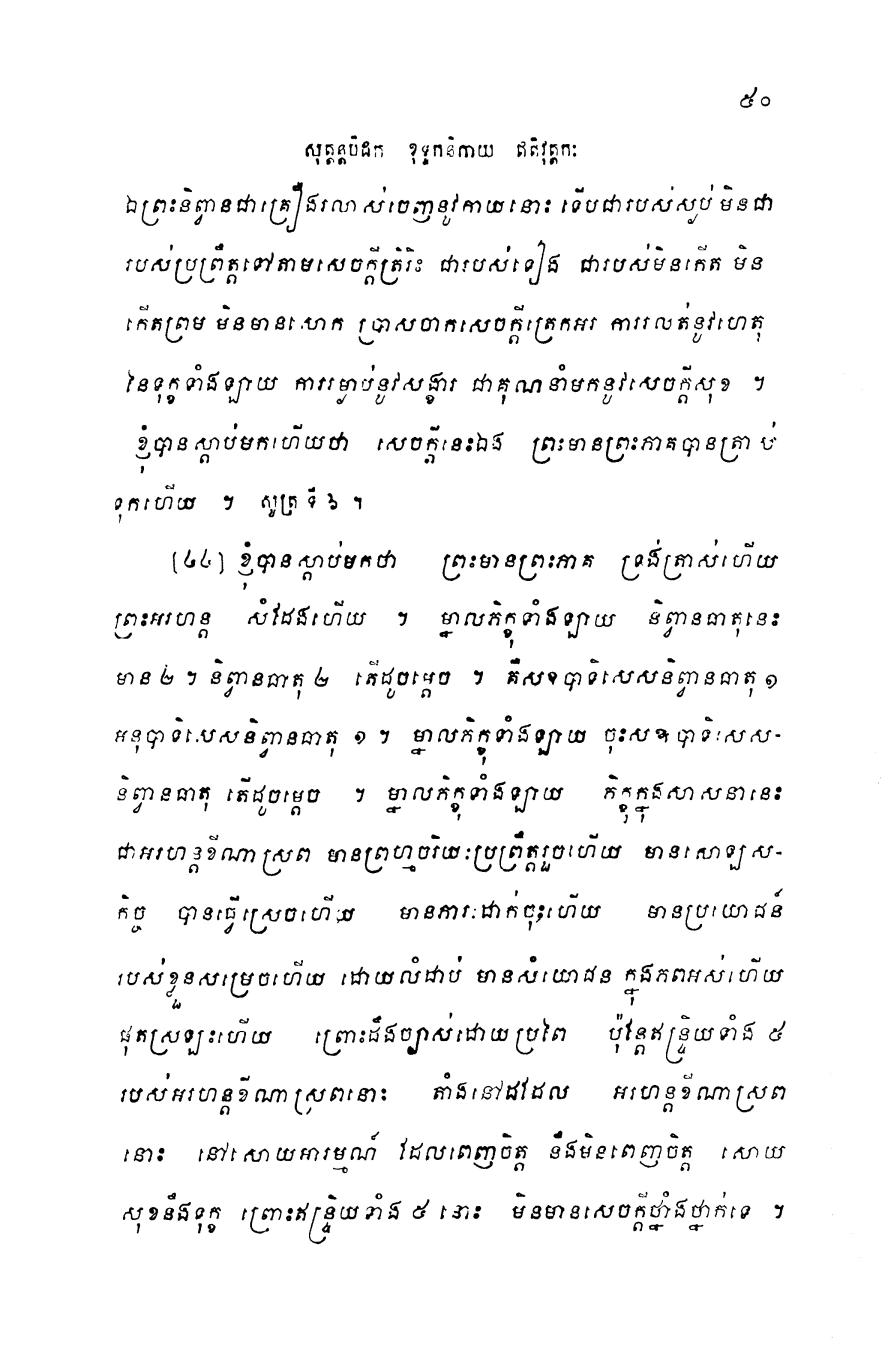 ៥០
សុត្តន្តបិដក ខុទ្ទកនិកាយ ឥតិវុត្តកៈ
ឯព្រះនិព្វានជាគ្រឿងរលាស់ចេញនូវកាយនោះ ទើបជារបស់ស្ងប់ មិនជា
របស់ប្រព្រឹត្តទៅតាមសេចក្តីត្រិរិះ ជារបស់ទៀង ជារបស់មិនកើត មិន
កើតព្រម មិនមានសោក ប្រាសចាកសេចក្តីត្រេកអរ ការរលត់នូវហេតុ
នៃទុក្ខទាំងឡាយ ការរម្ងាប់នូវសង្ខារ ជាគុណនាំមកនូវសេចក្តីសុខ ។
ខ្ញុំបានស្តាប់មកហើយថា សេចក្តីនេះឯង ព្រះមានព្រះភាគបានត្រាប់
ទុកហើយ ។ សូត្រ ទី ៦ ។
[៤៤] ខ្ញុំបានស្តាប់មកថា ព្រះមានព្រះភាគ ទ្រង់ត្រាស់ហើយ
ព្រះអរហន្ត សំដែងហើយ ។ ម្នាលភិក្ខុទាំងឡាយ និព្វានធាតុនេះ
មាន ២ ។ និព្វានធាតុ ២ តើដូចម្តេច ។ គឺសឧបាទិសេសនិព្វានធាតុ ១
អនុបាទិសេសនិព្វានធាតុ ១ ។ ម្នាលភិក្ខុទាំងឡាយ ចុះសឧបាទិសេស-
និព្វានធាតុ តើដូចម្តេច ។ ម្នាលភិក្ខុទាំងឡាយ ភិក្ខុក្នុងសាសនានេះ
ជាអរហន្តខីណាស្រព មានព្រហ្មចរិយៈប្រព្រឹត្តរួចហើយ មានសោឡស-
កិច្ច បានធ្វើស្រេចហើយ មានភារៈដាក់ចុះហើយ មានប្រយោជន៍
របស់ខ្លួនសម្រេចហើយ ដោយលំដាប់ មានសំយោជន ក្នុងភពអស់ហើយ
ផុតស្រឡះហើយ ព្រោះដឹងច្បាស់ដោយប្រពៃ ប៉ុន្តែឥន្ទ្រិយទាំង ៥
របស់អរហន្តខីណាស្រពនោះ តាំងនៅដដែល អរហន្តខីណាស្រព
នោះ នៅសោយអារម្មណ៍ ដែលពេញចិត្ត នឹងមិនពេញចិត្ត សោយ
សុខនឹងទុក្ខ ព្រោះឥន្ទ្រិយទាំង ៥ នោះ មិនមានសេចក្តីថ្នាំងថ្នាក់ទេ ។